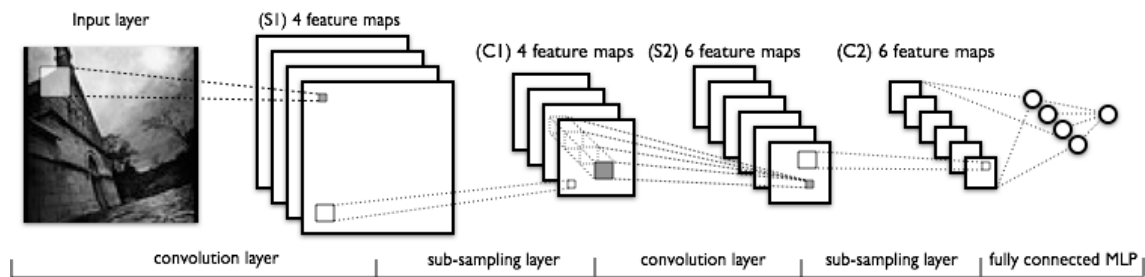 Input layer
(S1) 4 feature maps
(C1) 4 feature maps
(S2) 6 feature maps
(C2) 6 feature maps
convolution layer
sub-sampling layer
convolution layer
sub-sampling layer
fully connected MLP